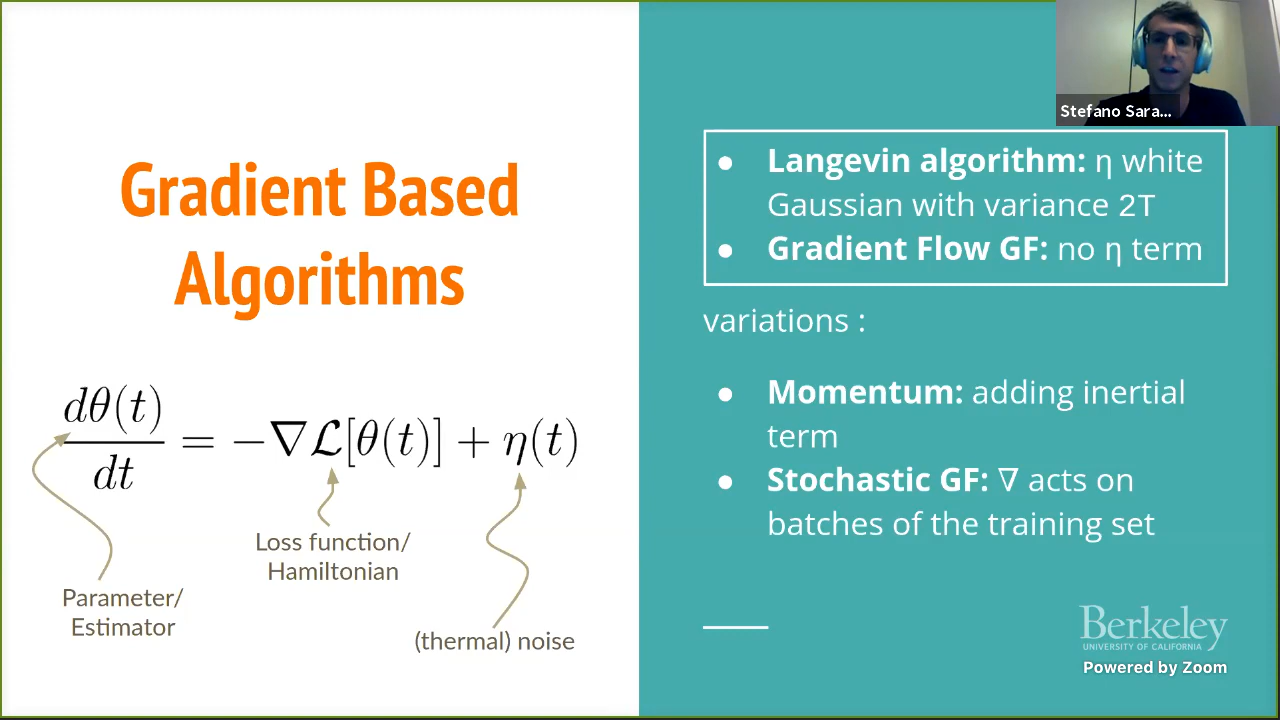 Gradient Based
Algorithms
dθ(t)/dt = −∇ℒ[θ(t)] + η(t)
Loss function/
Hamiltonian
Parameter/
Estimator
(thermal) noise
Stefano Sara...
● Langevin algorithm: η white
Gaussian with variance 2T
● Gradient Flow GF: no η term
variations :
● Momentum: adding inertial
term
● Stochastic GF: ∇ acts on
batches of the training set
Berkeley
UNIVERSITY OF CALIFORNIA
Powered by Zoom